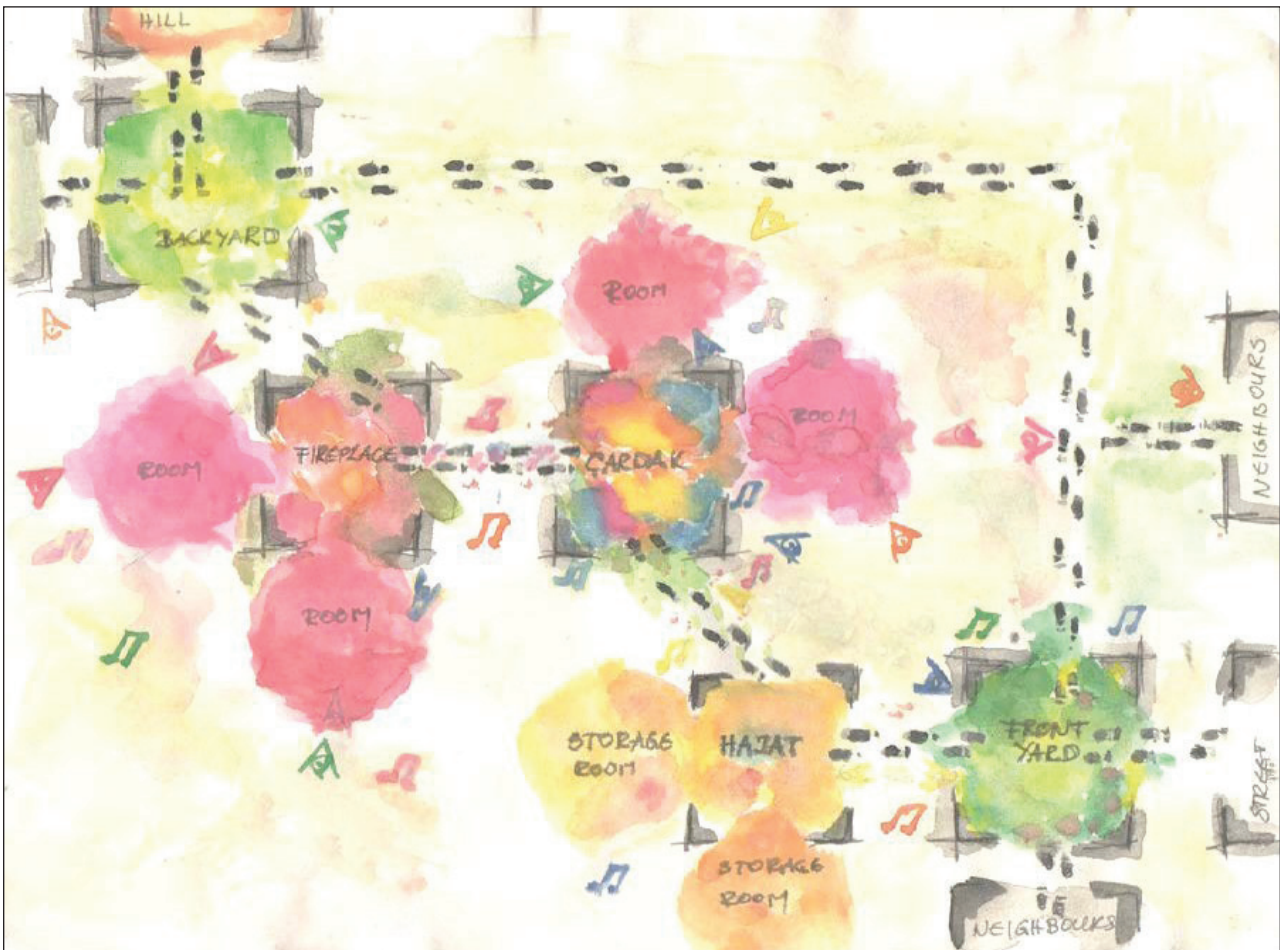 HILL
BACKYARD
ROOM
ROOM
FIREPLACE
ČARDAK
ROOM
NEIGHBOURS
ROOM
STORAGE
ROOM
HAJAT
FRONT
YARD
STREET
STORAGE
ROOM
NEIGHBOURS